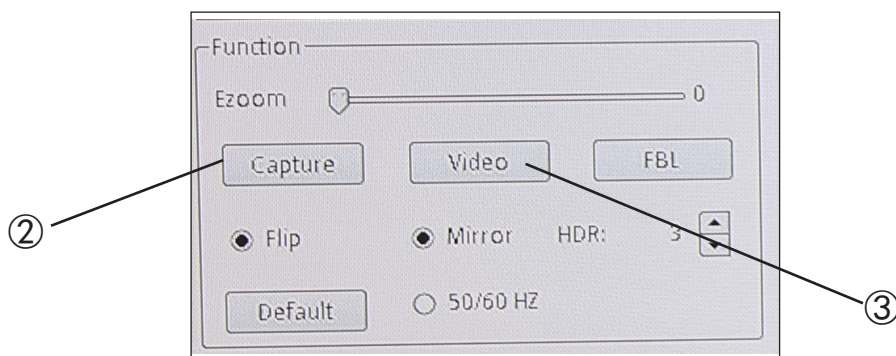 Function
Ezoom 0
Capture Video FBL
②
Flip Mirror HDR: 3
③
Default 50/60 HZ